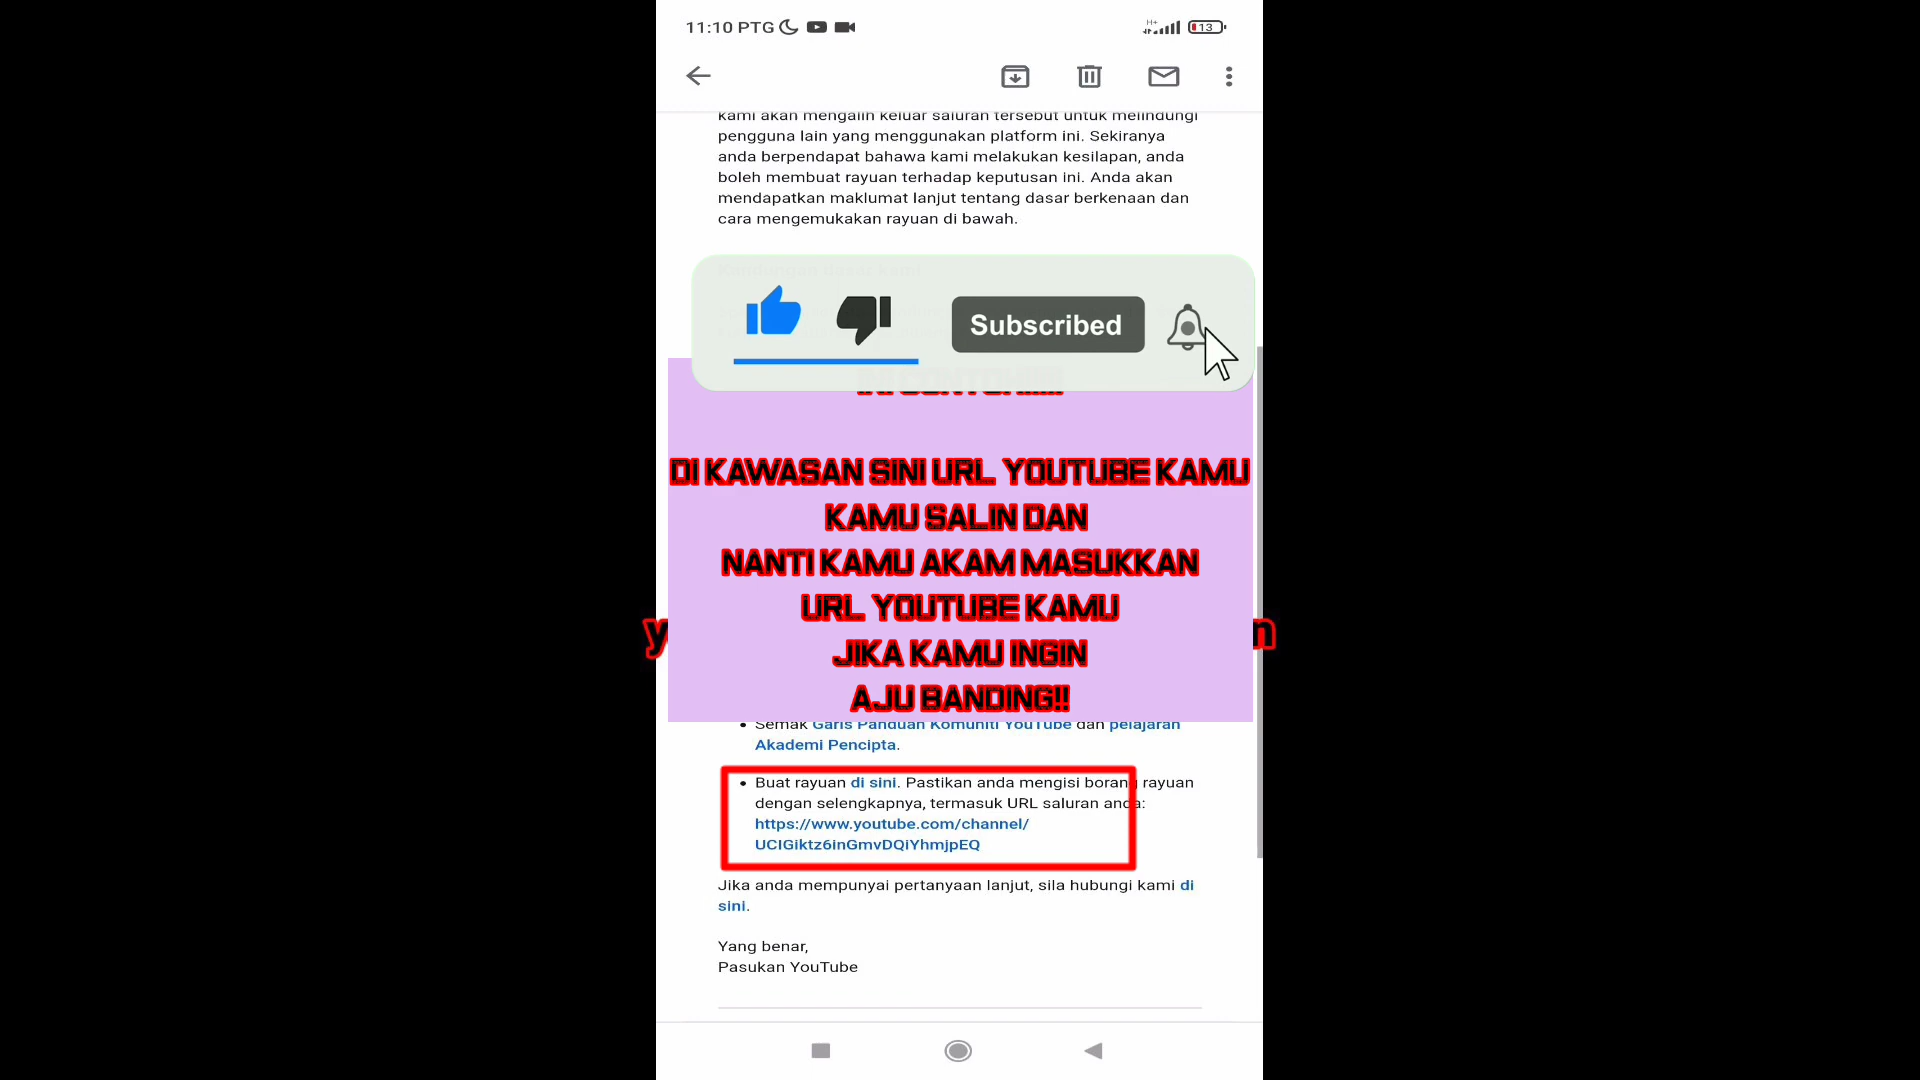 11:10 PTG
H+
13
kami akan mengalih keluar saluran tersebut untuk melindungi
pengguna lain yang menggunakan platform ini. Sekiranya
anda berpendapat bahawa kami melakukan kesilapan, anda
boleh membuat rayuan terhadap keputusan ini. Anda akan
mendapatkan maklumat lanjut tentang dasar berkenaan dan
cara mengemukakan rayuan di bawah.
Subscribed
DI KAWASAN SINI URL YOUTUBE KAMU
KAMU SALIN DAN
NANTI KAMU AKAM MASUKKAN
URL YOUTUBE KAMU
JIKA KAMU INGIN
AJU BANDING!!
Semak Garis Panduan Komuniti YouTube dan pelajaran
Akademi Pencipta.
Buat rayuan di sini. Pastikan anda mengisi borang rayuan
dengan selengkapnya, termasuk URL saluran anda:
https://www.youtube.com/channel/
UCIGiktz6inGmvDQiYhmjpEQ
Jika anda mempunyai pertanyaan lanjut, sila hubungi kami di
sini.
Yang benar,
Pasukan YouTube